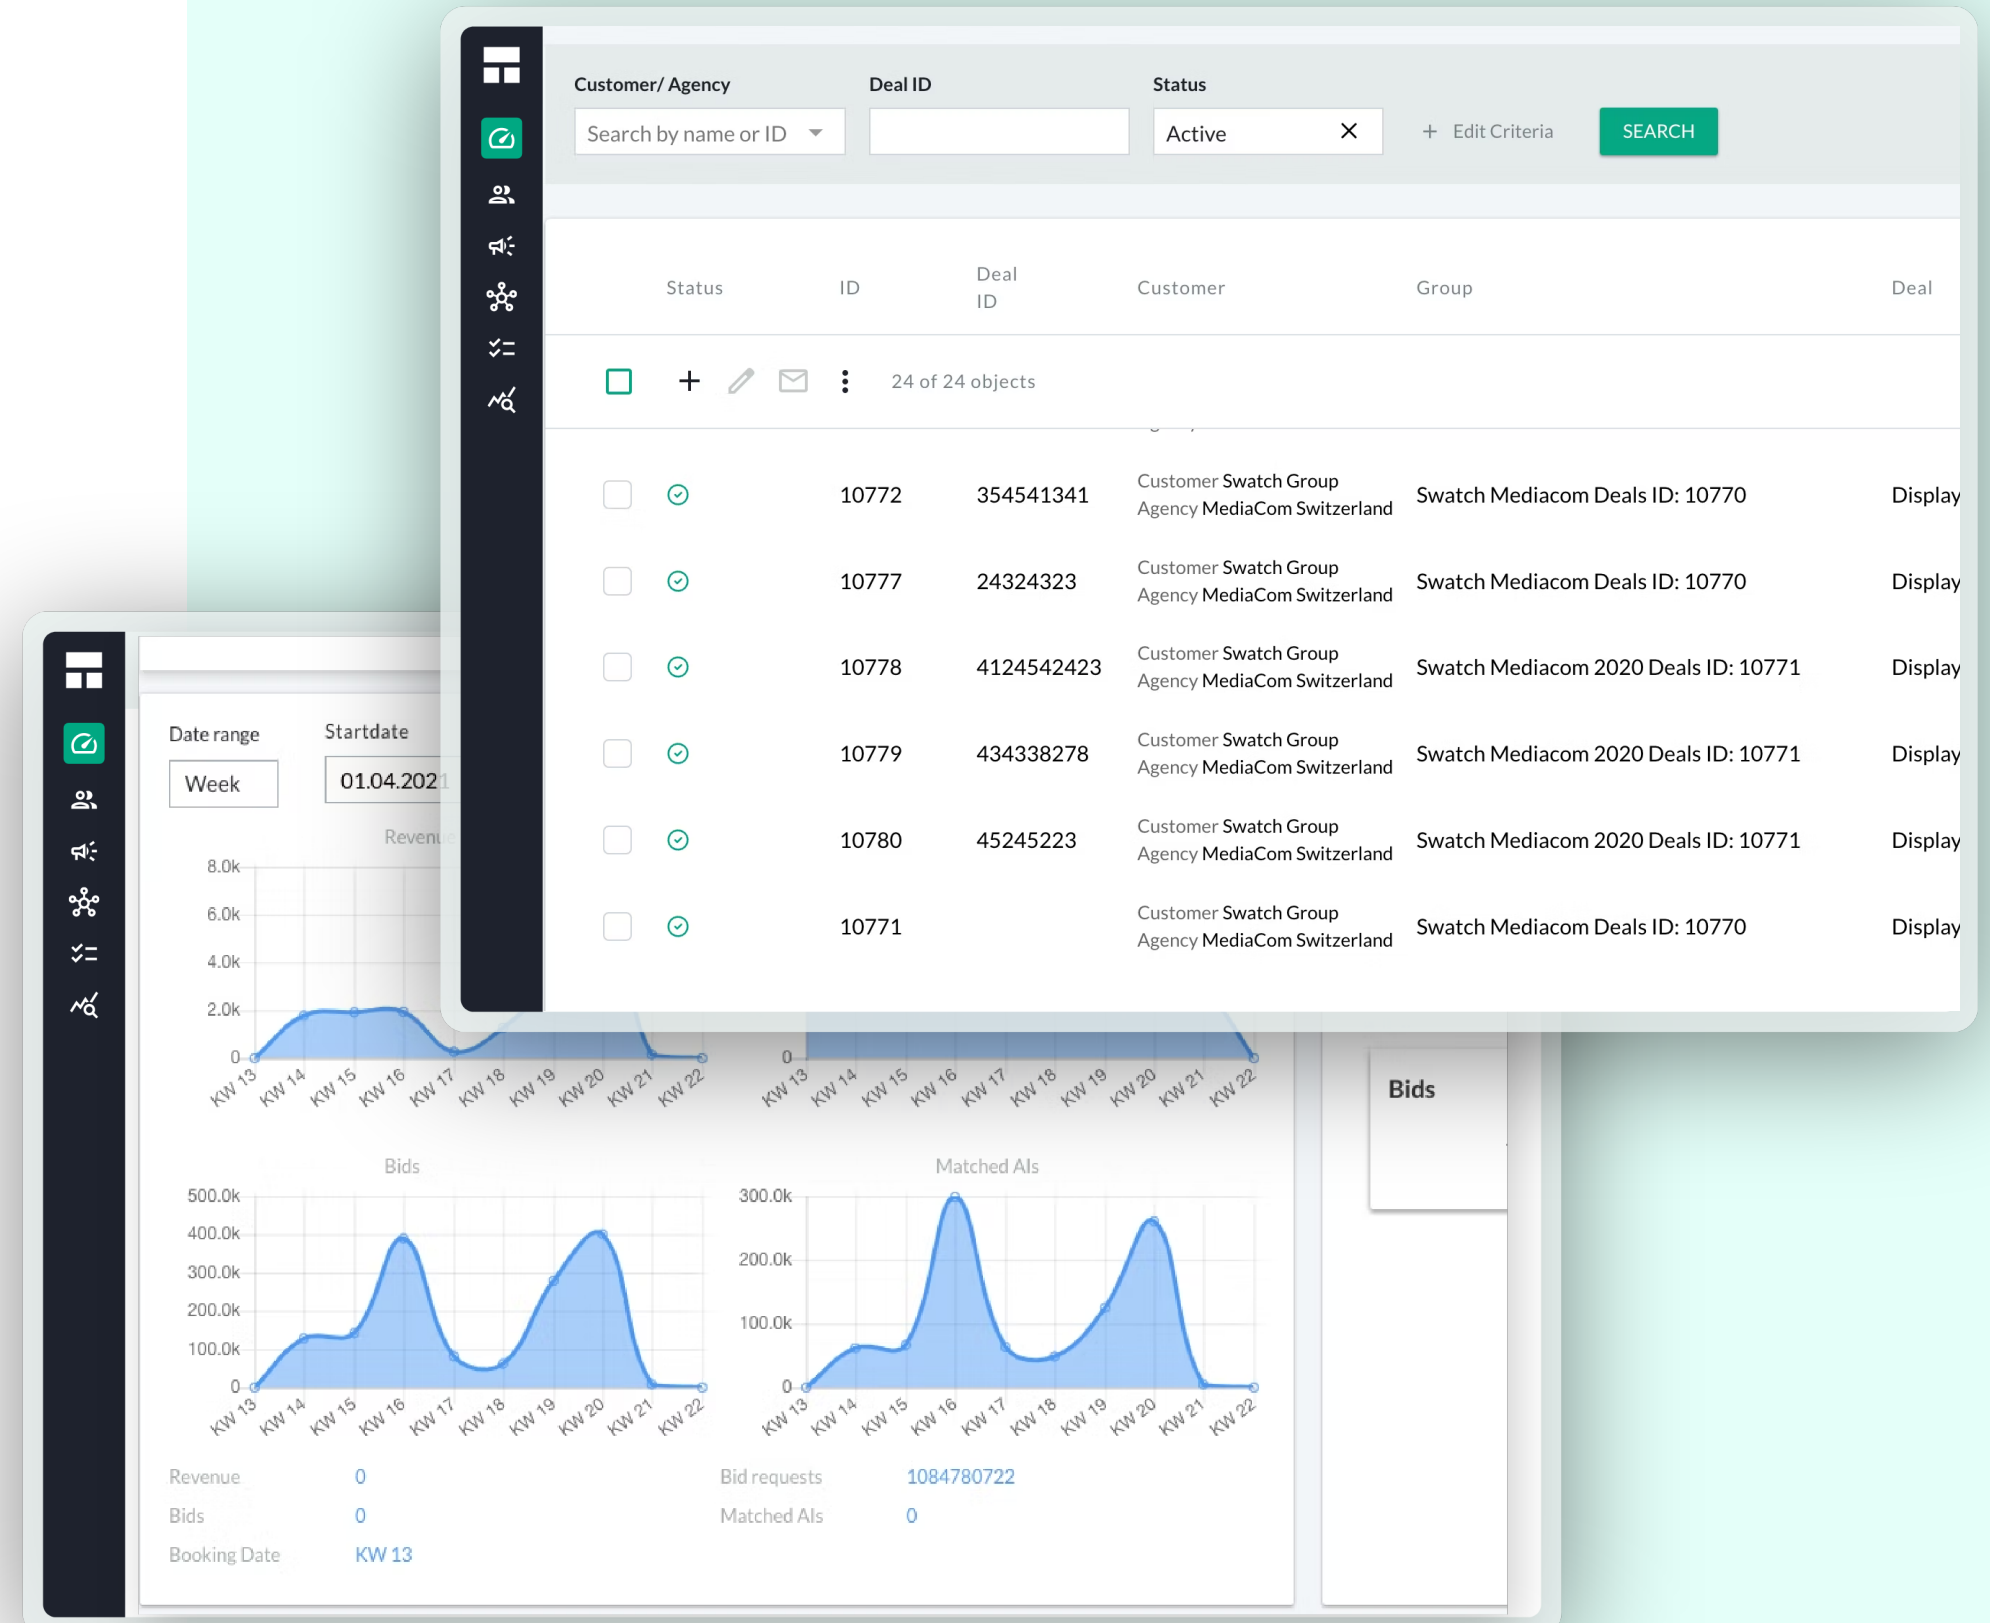 Customer/ Agency
Deal ID
Status
Search by name or ID
Active
+ Edit Criteria
SEARCH
Status
ID
Deal
ID
Customer
Group
Deal
24 of 24 objects
10772
354541341
Customer Swatch Group
Agency MediaCom Switzerland
Swatch Mediacom Deals ID: 10770
Display
10777
24324323
Customer Swatch Group
Agency MediaCom Switzerland
Swatch Mediacom Deals ID: 10770
Display
10778
4124542423
Customer Swatch Group
Agency MediaCom Switzerland
Swatch Mediacom 2020 Deals ID: 10771
Display
10779
434338278
Customer Swatch Group
Agency MediaCom Switzerland
Swatch Mediacom 2020 Deals ID: 10771
Display
10780
45245223
Customer Swatch Group
Agency MediaCom Switzerland
Swatch Mediacom 2020 Deals ID: 10771
Display
10771
Customer Swatch Group
Agency MediaCom Switzerland
Swatch Mediacom Deals ID: 10770
Display
Date range
Startdate
Week
01.04.2021
Revenue
8.0k
6.0k
4.0k
2.0k
0
KW 13 KW 14 KW 15 KW 16 KW 17 KW 18 KW 19 KW 20 KW 21 KW 22
0
KW 13 KW 14 KW 15 KW 16 KW 17 KW 18 KW 19 KW 20 KW 21 KW 22
Bids
Bids
500.0k
400.0k
300.0k
200.0k
100.0k
0
KW 13 KW 14 KW 15 KW 16 KW 17 KW 18 KW 19 KW 20 KW 21 KW 22
Matched AIs
300.0k
200.0k
100.0k
0
KW 13 KW 14 KW 15 KW 16 KW 17 KW 18 KW 19 KW 20 KW 21 KW 22
Revenue 0
Bids 0
Booking Date KW 13
Bid requests 1084780722
Matched AIs 0